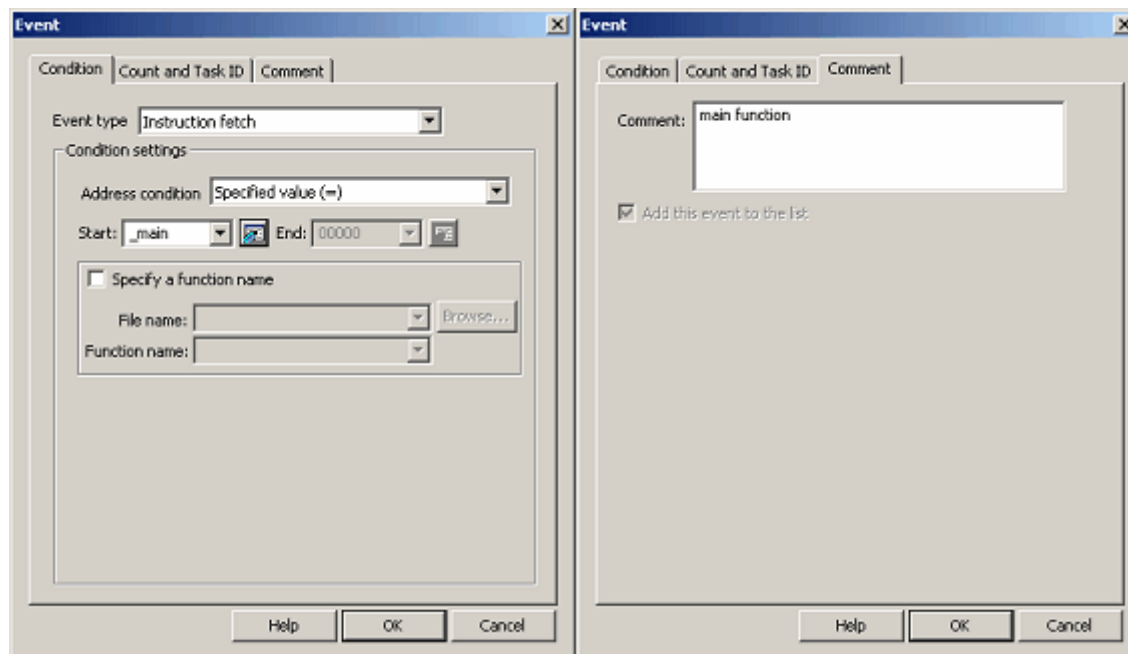 Event
Condition Count and Task ID Comment
Event type Instruction fetch
Condition settings
Address condition Specified value (=)
Start: _main End: 00000
Specify a function name
File name: Browse...
Function name:
Help OK Cancel
Event
Condition Count and Task ID Comment
Comment: main function
Add this event to the list
Help OK Cancel